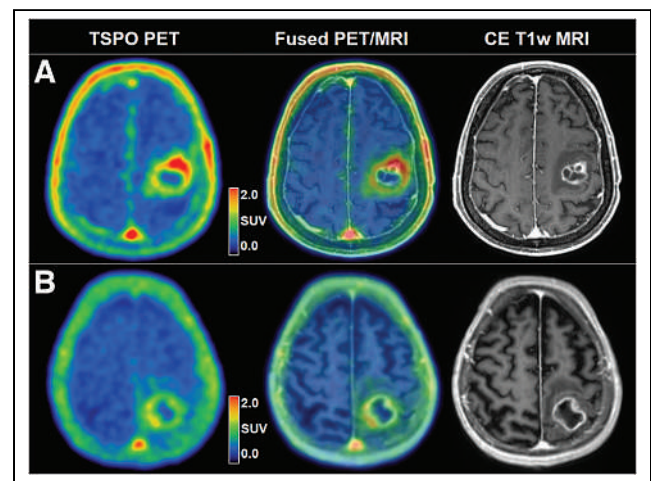 TSPO PET Fused PET/MRI CE T1w MRI
A
2.0
SUV
0.0
B
2.0
SUV
0.0